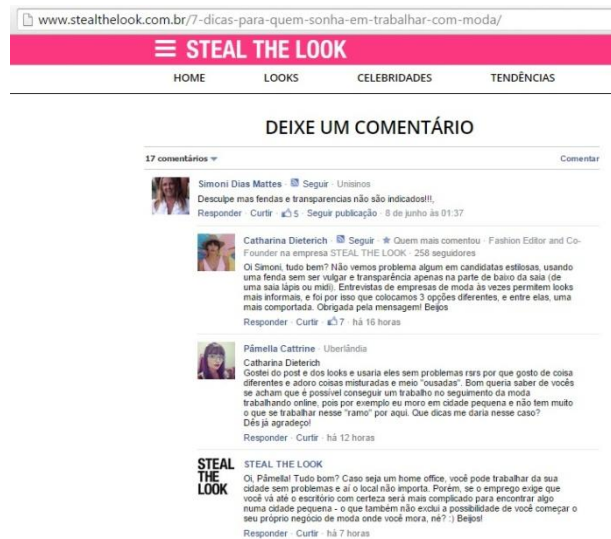 www.stealthelook.com.br/7-dicas-para-quem-sonha-em-trabalhar-com-moda/
STEAL THE LOOK
HOME LOOKS CELEBRIDADES TENDÊNCIAS
DEIXE UM COMENTÁRIO
17 comentários Comentar
Simoni Dias Mattes · Seguir · Unisinos
Desculpe mas fendas e transparencias não são indicados!!!,
Responder · Curtir · 5 · Seguir publicação · 8 de junho às 01:37
Catharina Dieterich · Seguir · Quem mais comentou · Fashion Editor and Co-
Founder na empresa STEAL THE LOOK · 258 seguidores
Oi Simoni, tudo bem? Não vemos problema algum em candidatas estilosas, usando
uma fenda sem ser vulgar e transparência apenas na parte de baixo da saia (de
uma saia lápis ou midi). Entrevistas de empresas de moda às vezes permitem looks
mais informais, e foi por isso que colocamos 3 opções diferentes, e entre elas, uma
mais comportada. Obrigada pela mensagem! Beijos
Responder · Curtir · 7 · há 16 horas
Pâmella Cattrine · Uberlândia
Catharina Dieterich
Gostei do post e dos looks e usaria eles sem problemas rsrs por que gosto de coisa
diferentes e adoro coisas misturadas e meio "ousadas". Bom queria saber de vocês
se acham que é possível conseguir um trabalho no seguimento da moda
trabalhando online, pois por exemplo eu moro em cidade pequena e não tem muito
o que se trabalhar nesse "ramo" por aqui. Que dicas me daria nesse caso?
Dês já agradeço!
Responder · Curtir · há 12 horas
STEAL THE LOOK
STEAL THE LOOK
Oi, Pâmella! Tudo bom? Caso seja um home office, você pode trabalhar da sua
cidade sem problemas e aí o local não importa. Porém, se o emprego exige que
você vá até o escritório com certeza será mais complicado para encontrar algo
numa cidade pequena - o que também não exclui a possibilidade de você começar o
seu próprio negócio de moda onde você mora, né? :) Beijos!
Responder · Curtir · há 7 horas